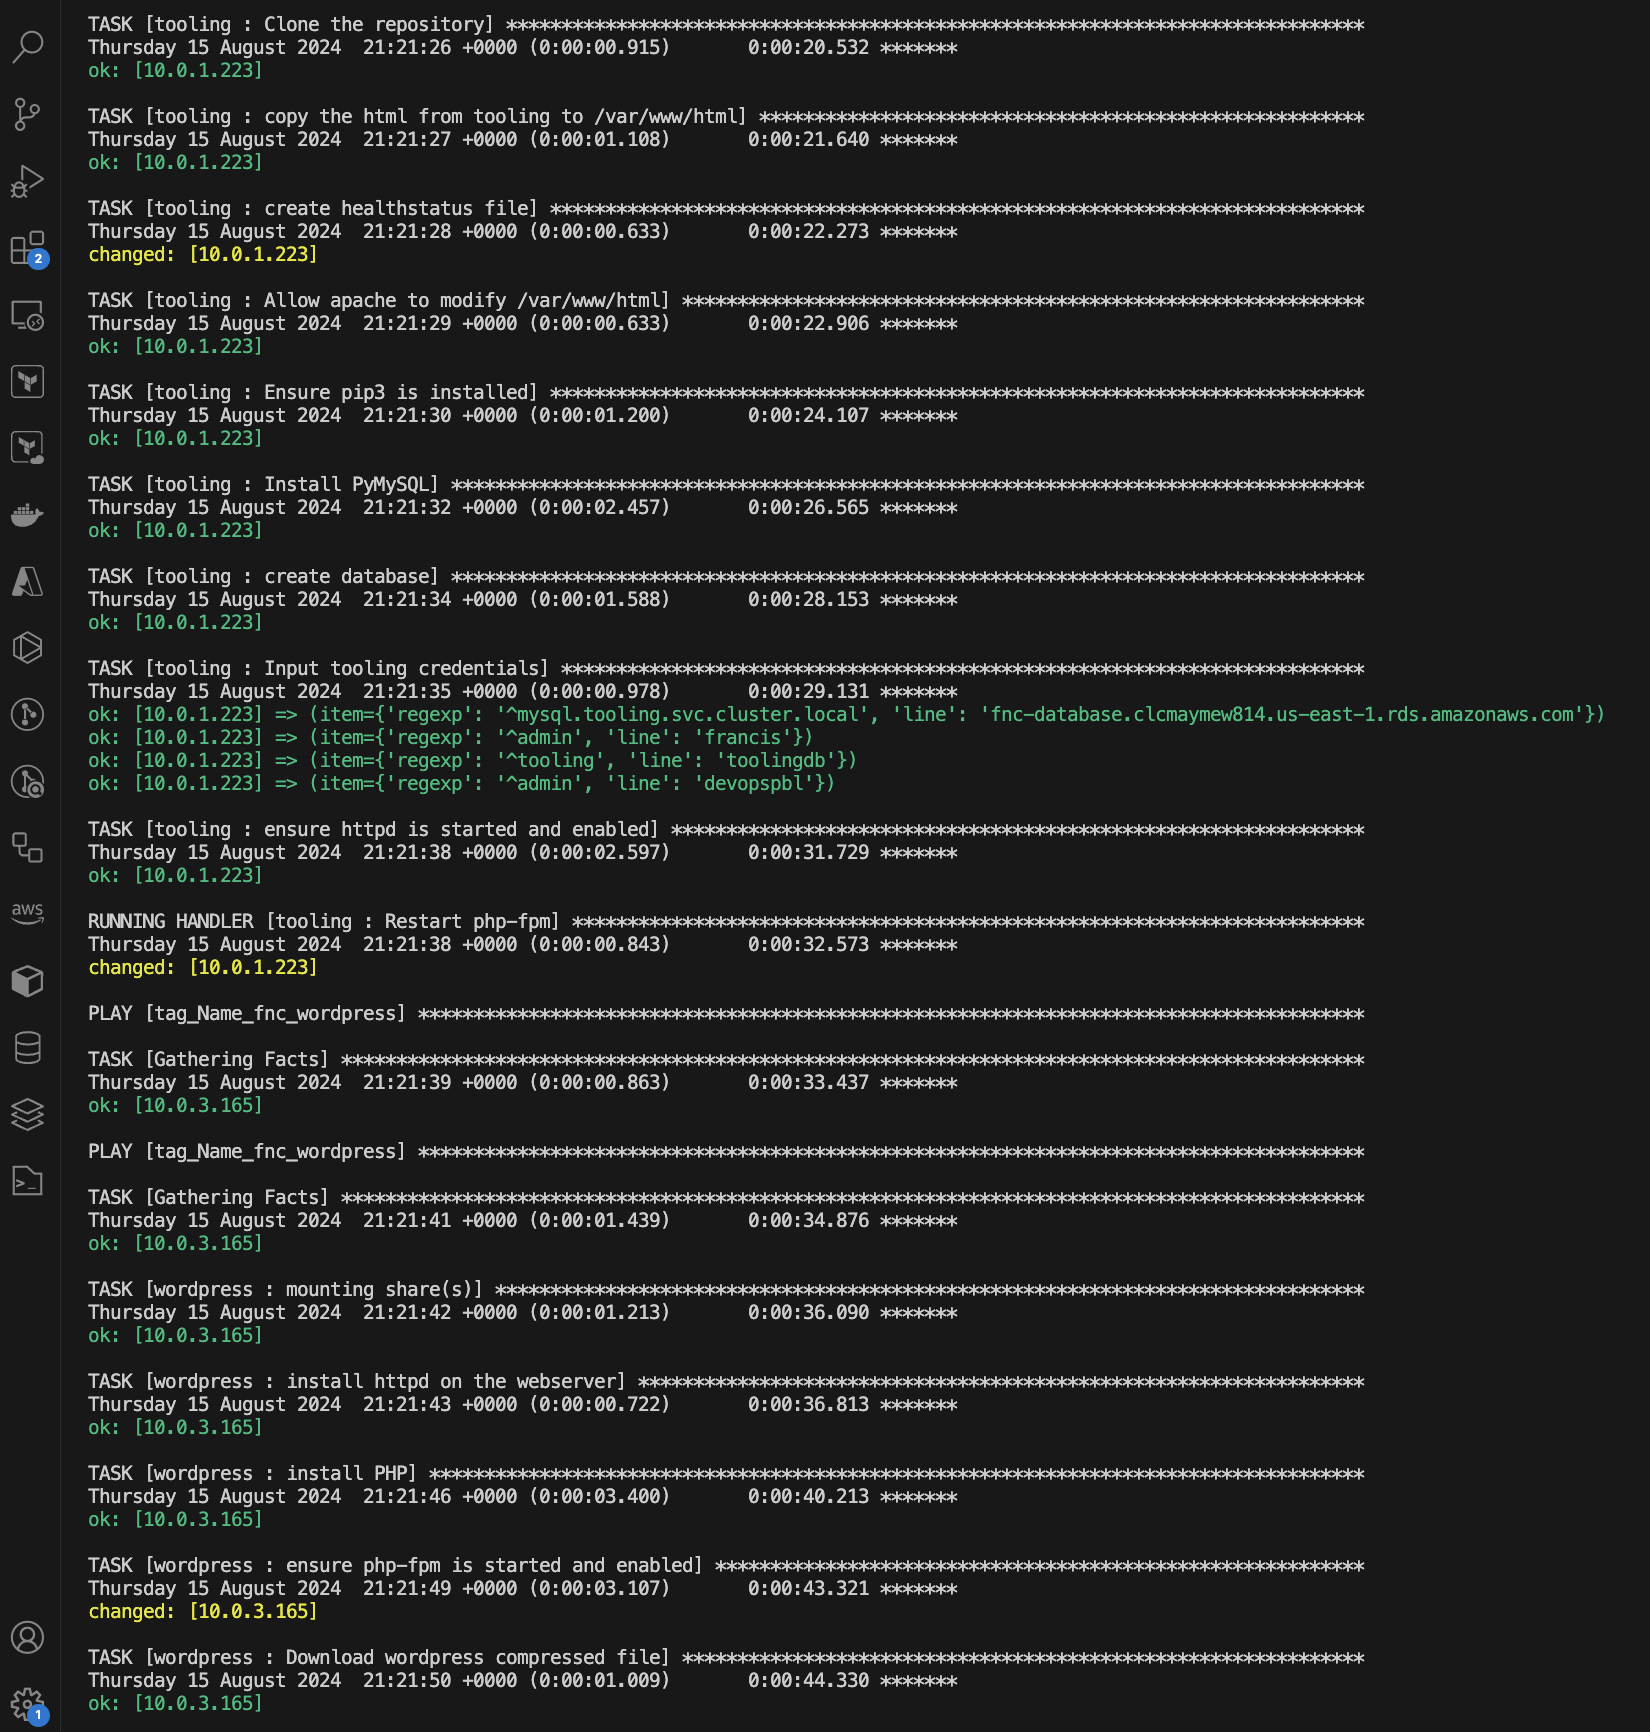 TASK [tooling : Clone the repository] ******************************************************************************
Thursday 15 August 2024  21:21:26 +0000 (0:00:00.915)       0:00:20.532 *******
ok: [10.0.1.223]

TASK [tooling : copy the html from tooling to /var/www/html] *******************************************************
Thursday 15 August 2024  21:21:27 +0000 (0:00:01.108)       0:00:21.640 *******
ok: [10.0.1.223]

TASK [tooling : create healthstatus file] **************************************************************************
Thursday 15 August 2024  21:21:28 +0000 (0:00:00.633)       0:00:22.273 *******
changed: [10.0.1.223]

TASK [tooling : Allow apache to modify /var/www/html] **************************************************************
Thursday 15 August 2024  21:21:29 +0000 (0:00:00.633)       0:00:22.906 *******
ok: [10.0.1.223]

TASK [tooling : Ensure pip3 is installed] **************************************************************************
Thursday 15 August 2024  21:21:30 +0000 (0:00:01.200)       0:00:24.107 *******
ok: [10.0.1.223]

TASK [tooling : Install PyMySQL] ***********************************************************************************
Thursday 15 August 2024  21:21:32 +0000 (0:00:02.457)       0:00:26.565 *******
ok: [10.0.1.223]

TASK [tooling : create database] ***********************************************************************************
Thursday 15 August 2024  21:21:34 +0000 (0:00:01.588)       0:00:28.153 *******
ok: [10.0.1.223]

TASK [tooling : Input tooling credentials] *************************************************************************
Thursday 15 August 2024  21:21:35 +0000 (0:00:00.978)       0:00:29.131 *******
ok: [10.0.1.223] => (item={'regexp': '^mysql.tooling.svc.cluster.local', 'line': 'fnc-database.clcmaymew814.us-east-1.rds.amazonaws.com'})
ok: [10.0.1.223] => (item={'regexp': '^admin', 'line': 'francis'})
ok: [10.0.1.223] => (item={'regexp': '^tooling', 'line': 'toolingdb'})
ok: [10.0.1.223] => (item={'regexp': '^admin', 'line': 'devopspbl'})

TASK [tooling : ensure httpd is started and enabled] ***************************************************************
Thursday 15 August 2024  21:21:38 +0000 (0:00:02.597)       0:00:31.729 *******
ok: [10.0.1.223]

RUNNING HANDLER [tooling : Restart php-fpm] ************************************************************************
Thursday 15 August 2024  21:21:38 +0000 (0:00:00.843)       0:00:32.573 *******
changed: [10.0.1.223]

PLAY [tag_Name_fnc_wordpress] **************************************************************************************

TASK [Gathering Facts] *********************************************************************************************
Thursday 15 August 2024  21:21:39 +0000 (0:00:00.863)       0:00:33.437 *******
ok: [10.0.3.165]

PLAY [tag_Name_fnc_wordpress] **************************************************************************************

TASK [Gathering Facts] *********************************************************************************************
Thursday 15 August 2024  21:21:41 +0000 (0:00:01.439)       0:00:34.876 *******
ok: [10.0.3.165]

TASK [wordpress : mounting share(s)] *******************************************************************************
Thursday 15 August 2024  21:21:42 +0000 (0:00:01.213)       0:00:36.090 *******
ok: [10.0.3.165]

TASK [wordpress : install httpd on the webserver] ******************************************************************
Thursday 15 August 2024  21:21:43 +0000 (0:00:00.722)       0:00:36.813 *******
ok: [10.0.3.165]

TASK [wordpress : install PHP] *************************************************************************************
Thursday 15 August 2024  21:21:46 +0000 (0:00:03.400)       0:00:40.213 *******
ok: [10.0.3.165]

TASK [wordpress : ensure php-fpm is started and enabled] ***********************************************************
Thursday 15 August 2024  21:21:49 +0000 (0:00:03.107)       0:00:43.321 *******
changed: [10.0.3.165]

TASK [wordpress : Download wordpress compressed file] **************************************************************
Thursday 15 August 2024  21:21:50 +0000 (0:00:01.009)       0:00:44.330 *******
ok: [10.0.3.165]
2
aws
1